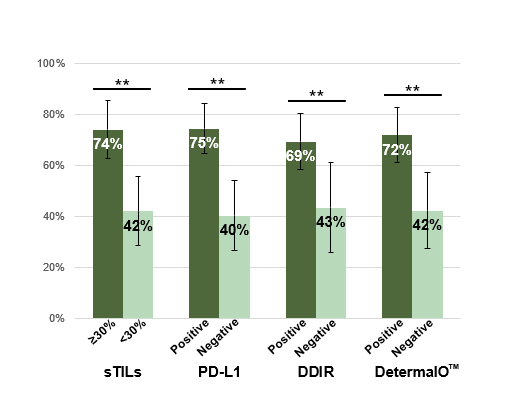 100%
80%
60%
40%
20%
0%
** ** ** **
74% 42% 75% 40% 69% 43% 72% 42%
≥30% <30% Positive Negative Positive Negative Positive Negative
sTILs PD-L1 DDIR DetermaIO™